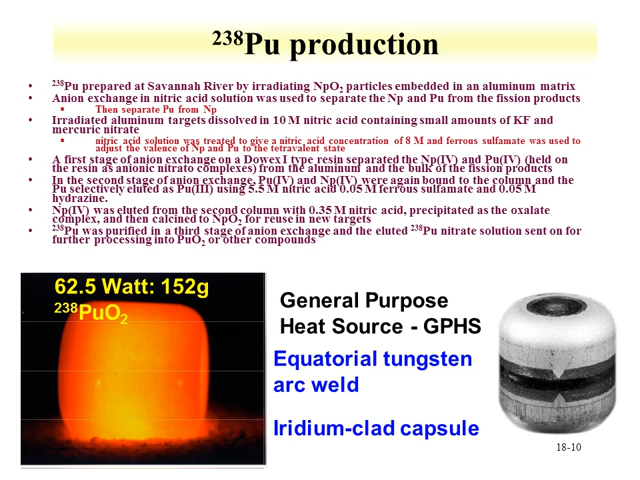 ²³⁸Pu production
• ²³⁸Pu prepared at Savannah River by irradiating NpO₂ particles embedded in an aluminum matrix
• Anion exchange in nitric acid solution was used to separate the Np and Pu from the fission products
▪ Then separate Pu from Np
• Irradiated aluminum targets dissolved in 10 M nitric acid containing small amounts of KF and
mercuric nitrate
▪ nitric acid solution was treated to give a nitric acid concentration of 8 M and ferrous sulfamate was used to
adjust the valence of Np and Pu to the tetravalent state
• A first stage of anion exchange on a Dowex I type resin separated the Np(IV) and Pu(IV) (held on
the resin as anionic nitrato complexes) from the aluminum and the bulk of the fission products
• In the second stage of anion exchange, Pu(IV) and Np(IV) were again bound to the column and the
Pu selectively eluted as Pu(III) using 5.5 M nitric acid 0.05 M ferrous sulfamate and 0.05 M
hydrazine.
• Np(IV) was eluted from the second column with 0.35 M nitric acid, precipitated as the oxalate
complex, and then calcined to NpO₂ for reuse in new targets
• ²³⁸Pu was purified in a third stage of anion exchange and the eluted ²³⁸Pu nitrate solution sent on for
further processing into PuO₂ or other compounds
62.5 Watt: 152g
²³⁸PuO₂
General Purpose
Heat Source - GPHS
Equatorial tungsten
arc weld
Iridium-clad capsule
18-10